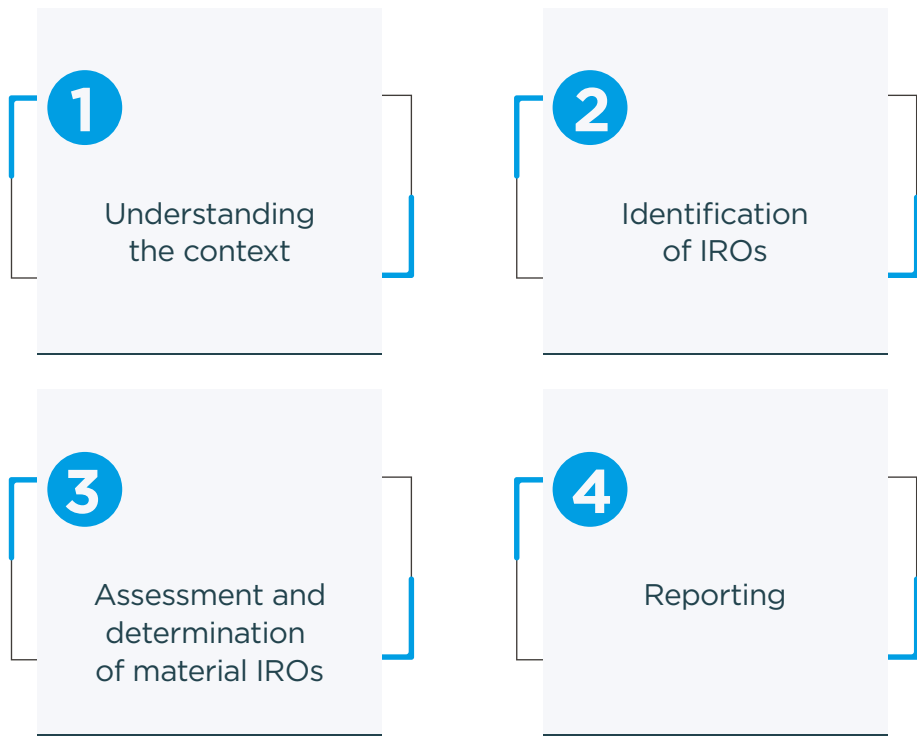 1
Understanding
the context
2
Identification
of IROs
3
Assessment and
determination
of material IROs
4
Reporting